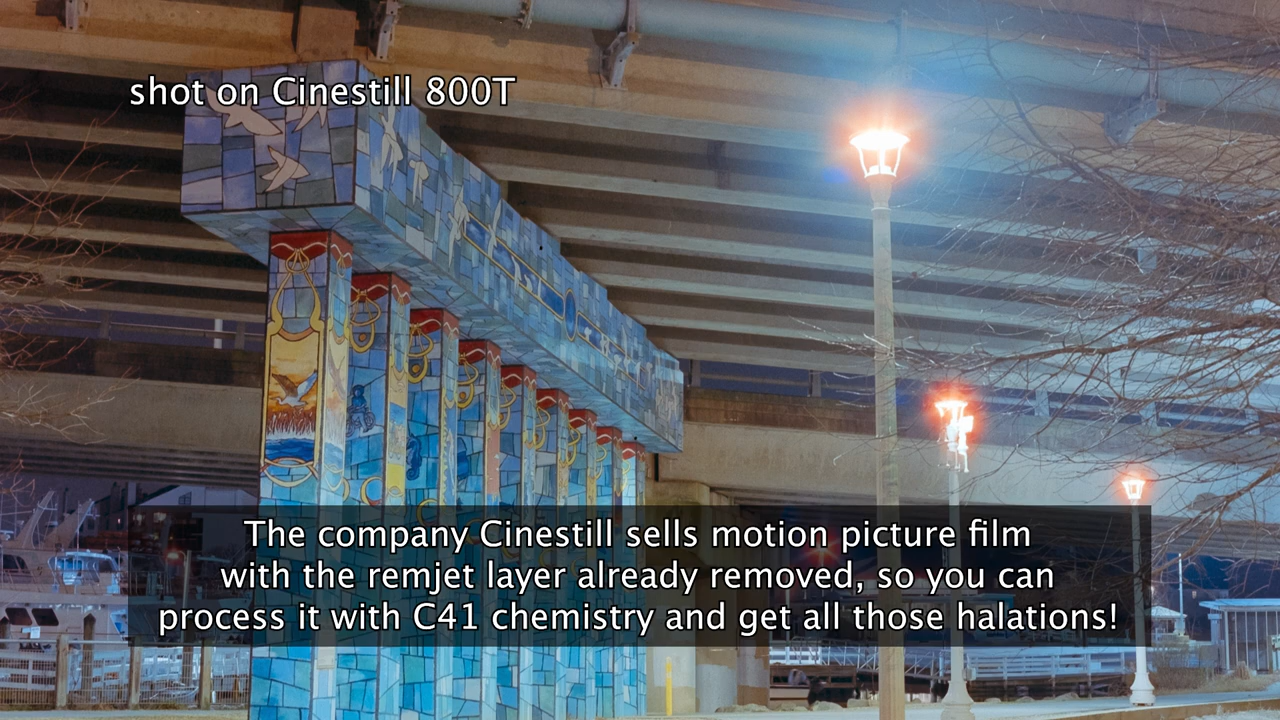 shot on Cinestill 800T
The company Cinestill sells motion picture film
with the remjet layer already removed, so you can
process it with C41 chemistry and get all those halations!